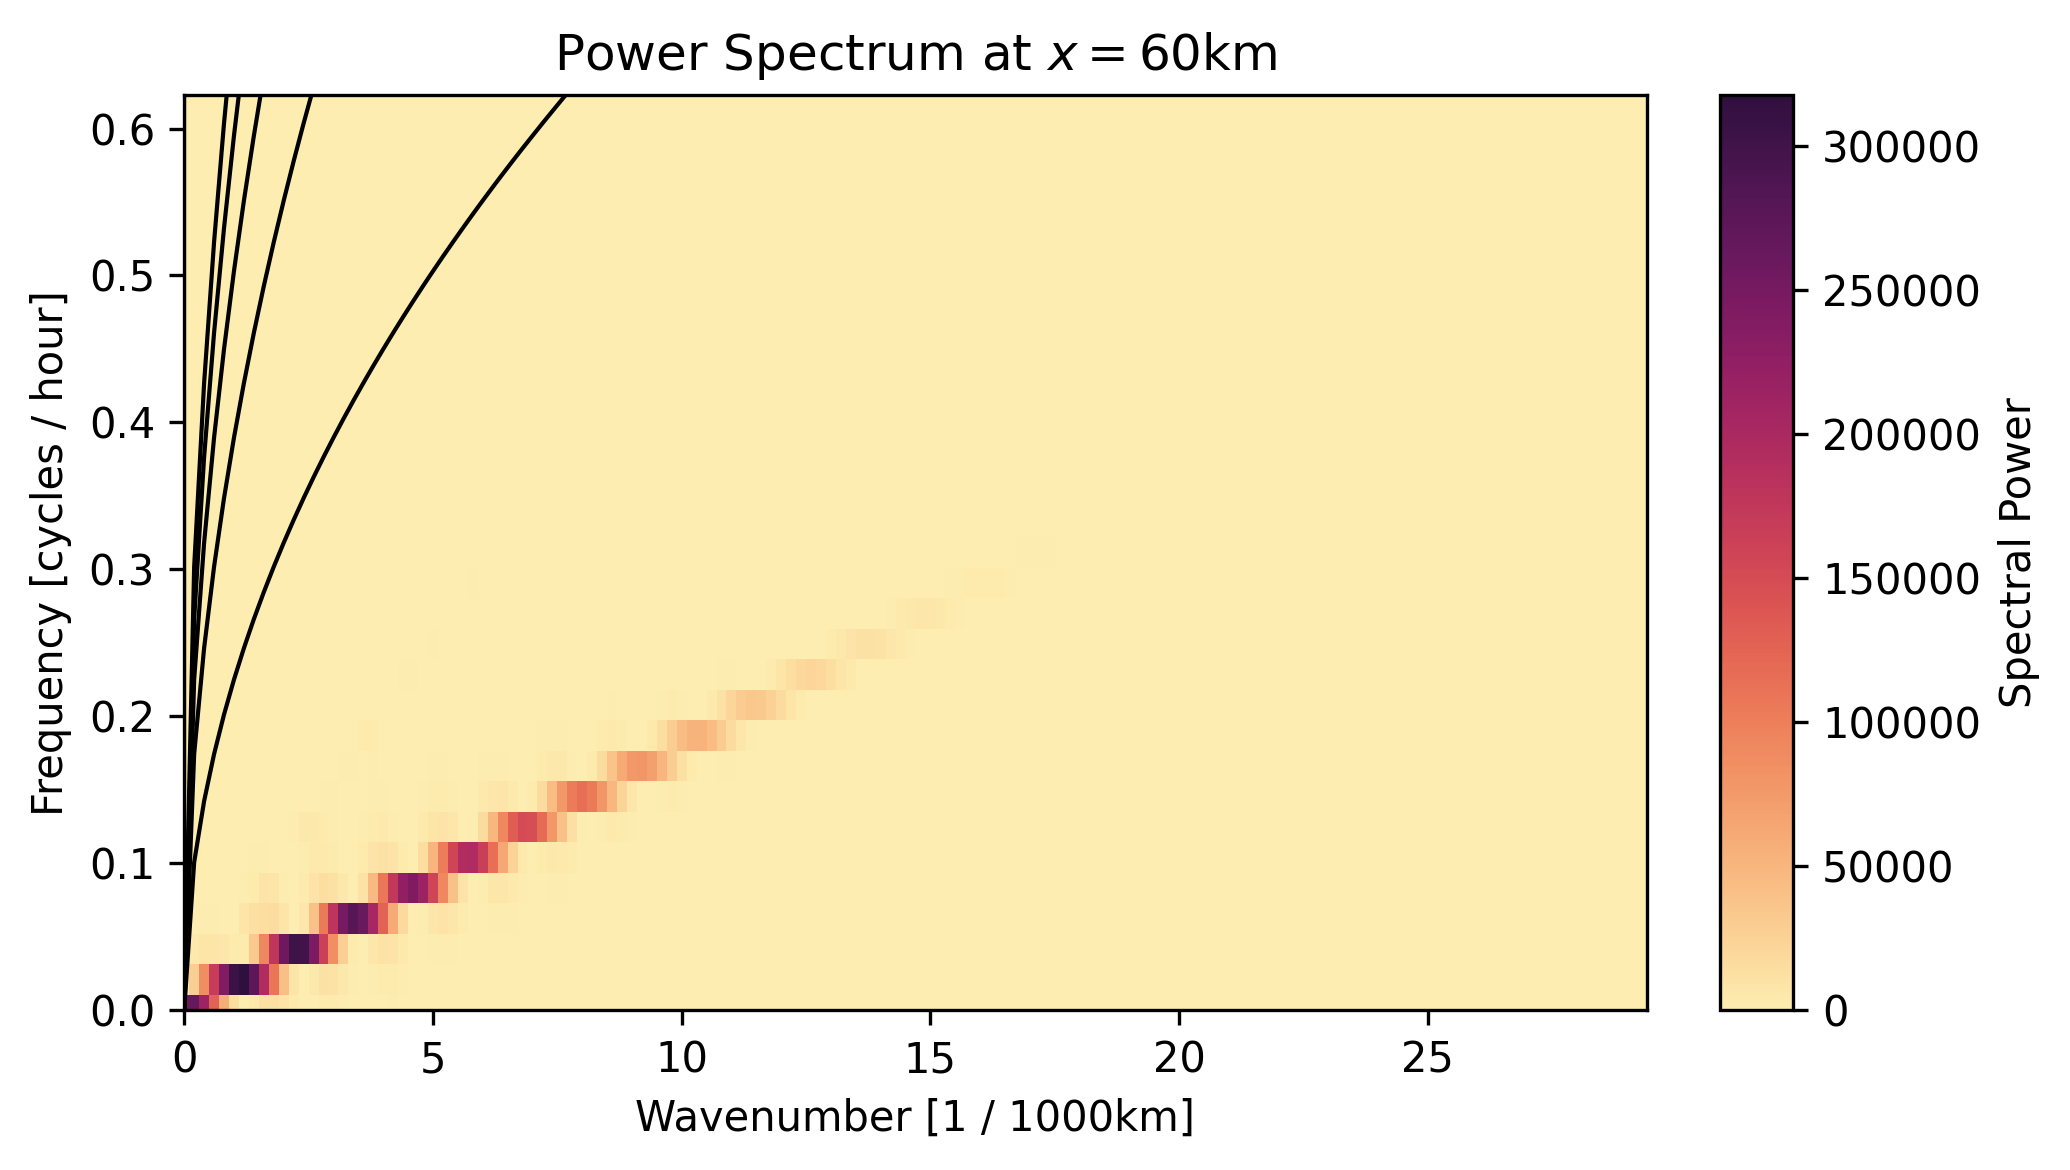 Power Spectrum at x = 60km
Frequency [cycles / hour]
0.6
0.5
0.4
0.3
0.2
0.1
0.0
0 5 10 15 20 25
Wavenumber [1 / 1000km]
300000
250000
200000
150000
100000
50000
0
Spectral Power